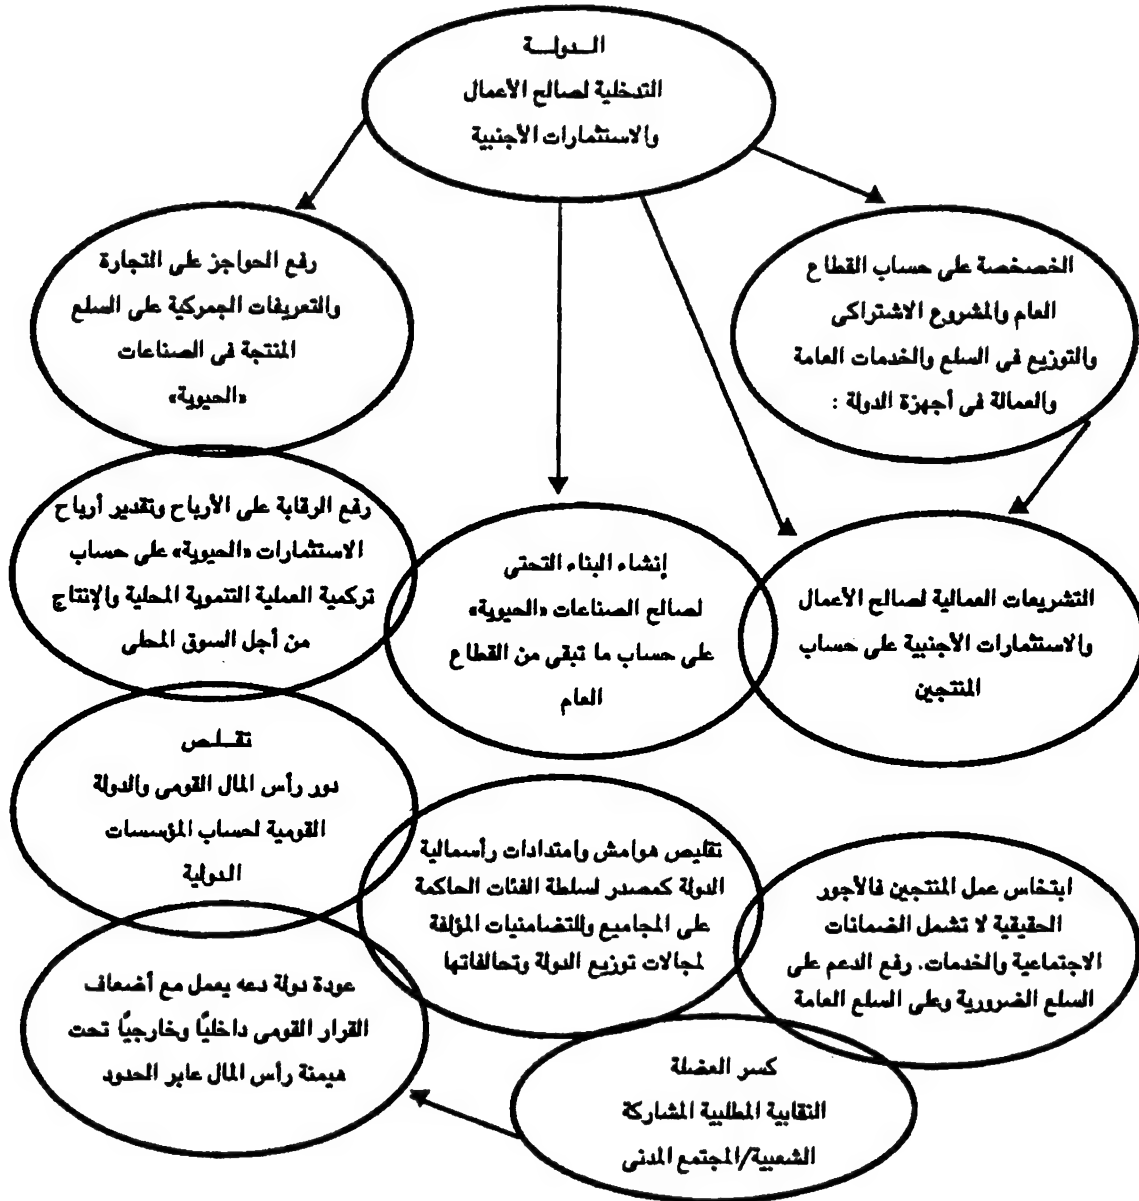 الـدولـــة
التدخلية لصالح الأعمال
والاستثمارات الأجنبية
الخصخصة على حساب القطاع
العام والمشروع الاشتراكى
والتوزيع فى السلع والخدمات العامة
والعمالة فى أجهزة الدولة :
رفع الحواجز على التجارة
والتعريفات الجمركية على السلع
المنتجة فى الصناعات
«الحيوية»
التشريعات العمالية لصالح الأعمال
والاستثمارات الأجنبية على حساب
المنتجين
إنشاء البناء التحتى
لصالح الصناعات «الحيوية»
على حساب ما تبقى من القطاع
العام
رفع الرقابة على الأرباح وتقدير أرباح
الاستثمارات «الحيوية» على حساب
تركمية العملية التنموية المحلية والإنتاج
من أجل السوق المحلى
تقــلـص
دور رأس المال القومى والدولة
القومية لحساب المؤسسات
الدولية
ابتخاس عمل المنتجين فالأجور
الحقيقية لا تشمل الضمانات
الاجتماعية والخدمات. رفع الدعم على
السلع الضرورية وعلى السلع العامة
تقليص هوامش وامتدادات رأسمالية
الدولة كمصدر لسلطة الفئات الحاكمة
على المجاميع وللتضامنيات المؤلفة
لمجالات توزيع الدولة وتحالفاتها
عودة دولة دعه يعمل مع أضعاف
القرار القومى داخليًا وخارجيًا تحت
هيمنة رأس المال عابر الحدود
كسر العضلة
النقابية المطلبية المشاركة
الشعبية/المجتمع المدنى